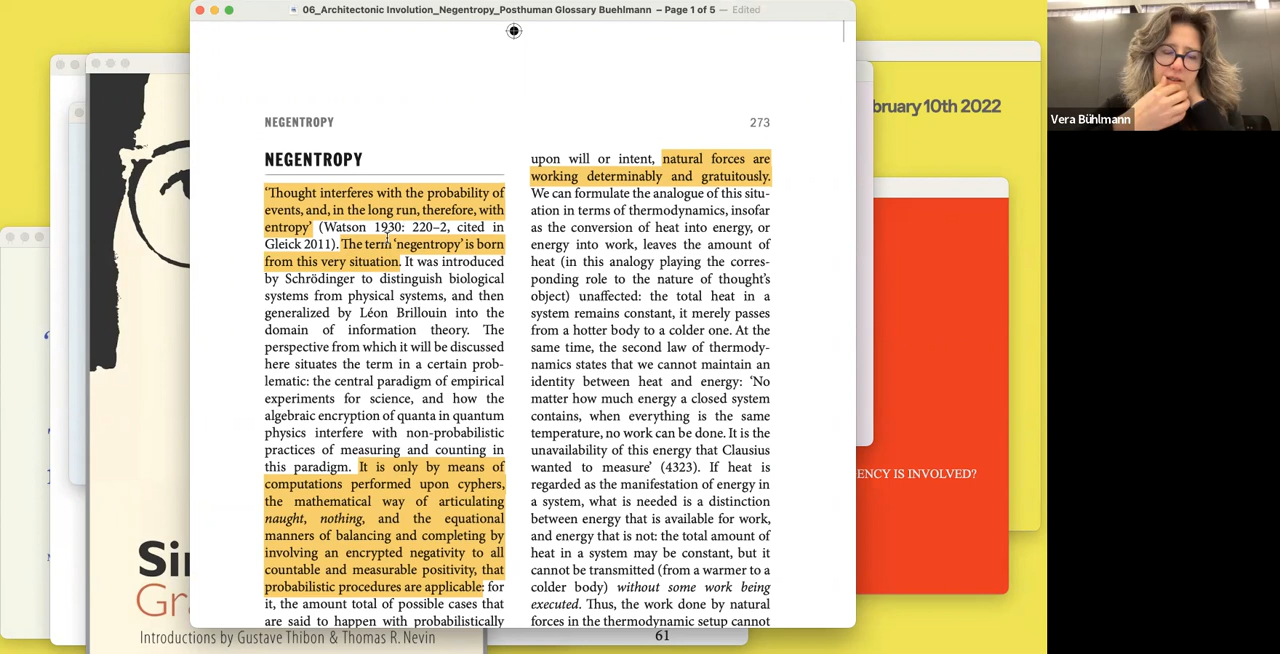 06_Architectonic Involution_Negentropy_Posthuman Glossary Buehlmann – Page 1 of 5 – Edited
NEGENTROPY
273
NEGENTROPY
‘Thought interferes with the probability of
events, and, in the long run, therefore, with
entropy’ (Watson 1930: 220–2, cited in
Gleick 2011). The term ‘negentropy’ is born
from this very situation. It was introduced
by Schrödinger to distinguish biological
systems from physical systems, and then
generalized by Léon Brillouin into the
domain of information theory. The
perspective from which it will be discussed
here situates the term in a certain prob-
lematic: the central paradigm of empirical
experiments for science, and how the
algebraic encryption of quanta in quantum
physics interfere with non-probabilistic
practices of measuring and counting in
this paradigm. It is only by means of
computations performed upon cyphers,
the mathematical way of articulating
naught, nothing, and the equational
manners of balancing and completing by
involving an encrypted negativity to all
countable and measurable positivity, that
probabilistic procedures are applicable: for
it, the amount total of possible cases that
are said to happen with probabilistically
upon will or intent, natural forces are
working determinably and gratuitously.
We can formulate the analogue of this situ-
ation in terms of thermodynamics, insofar
as the conversion of heat into energy, or
energy into work, leaves the amount of
heat (in this analogy playing the corres-
ponding role to the nature of thought’s
object) unaffected: the total heat in a
system remains constant, it merely passes
from a hotter body to a colder one. At the
same time, the second law of thermody-
namics states that we cannot maintain an
identity between heat and energy: ‘No
matter how much energy a closed system
contains, when everything is the same
temperature, no work can be done. It is the
unavailability of this energy that Clausius
wanted to measure’ (4323). If heat is
regarded as the manifestation of energy in
a system, what is needed is a distinction
between energy that is available for work,
and energy that is not: the total amount of
heat in a system may be constant, but it
cannot be transmitted (from a warmer to a
colder body) without some work being
executed. Thus, the work done by natural
forces in the thermodynamic setup cannot
bruary 10th 2022
ENCY IS INVOLVED?
Sir
Gra
Introductions by Gustave Thibon & Thomas R. Nevin
61
Vera Bühlmann